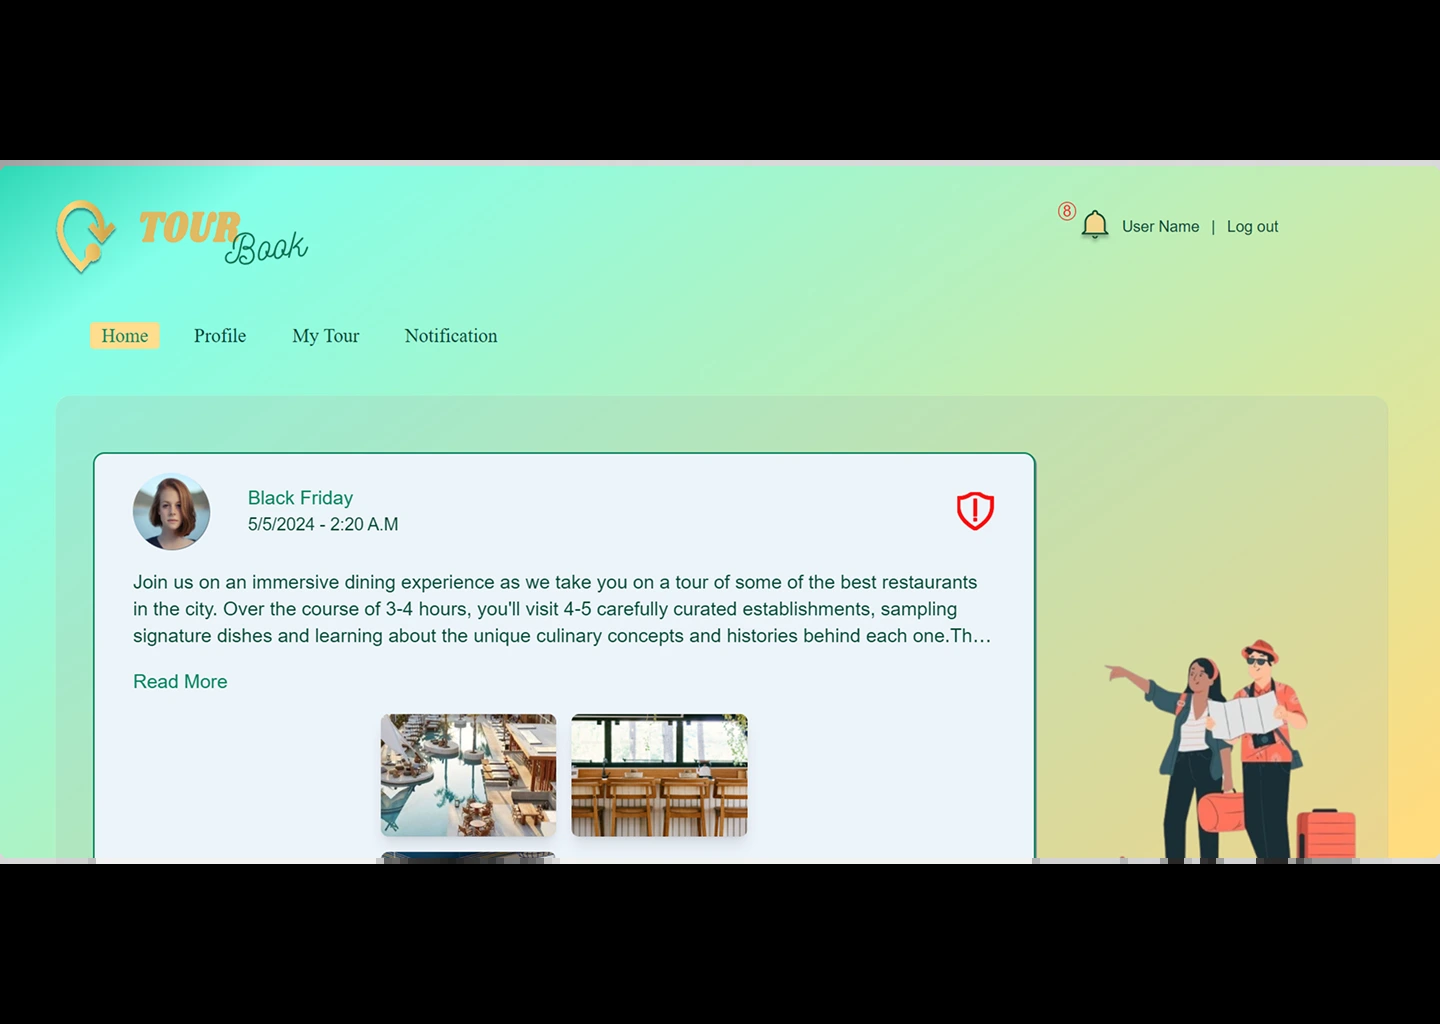 TOUR
Book
8
User Name | Log out
Home Profile My Tour Notification
Black Friday
5/5/2024 - 2:20 A.M
Join us on an immersive dining experience as we take you on a tour of some of the best restaurants
in the city. Over the course of 3-4 hours, you'll visit 4-5 carefully curated establishments, sampling
signature dishes and learning about the unique culinary concepts and histories behind each one.Th...
Read More